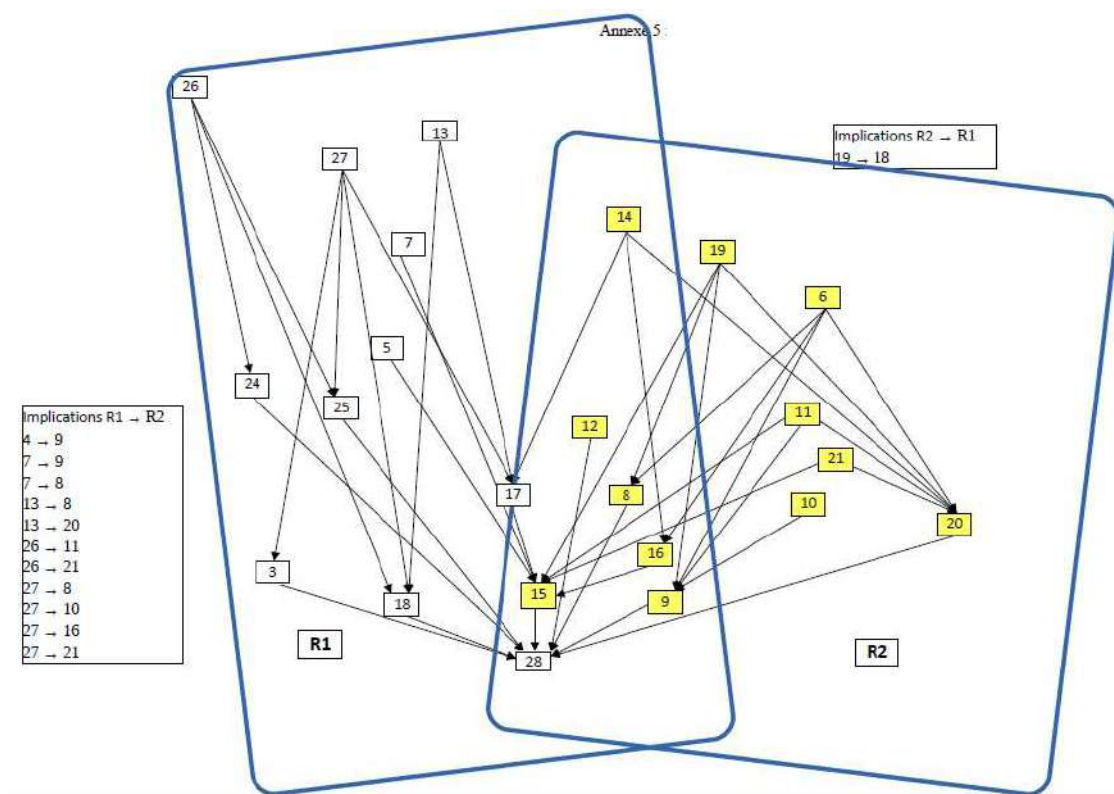 Annexe 5 :
26
13
27
Implications R2 → R1
19 → 18
14
7
19
6
5
24
25
12
11
21
Implications R1 → R2
4 → 9
7 → 9
7 → 8
13 → 8
13 → 20
26 → 11
26 → 21
27 → 8
27 → 10
27 → 16
27 → 21
17
8
10
20
16
3
18
15
9
R1
28
R2